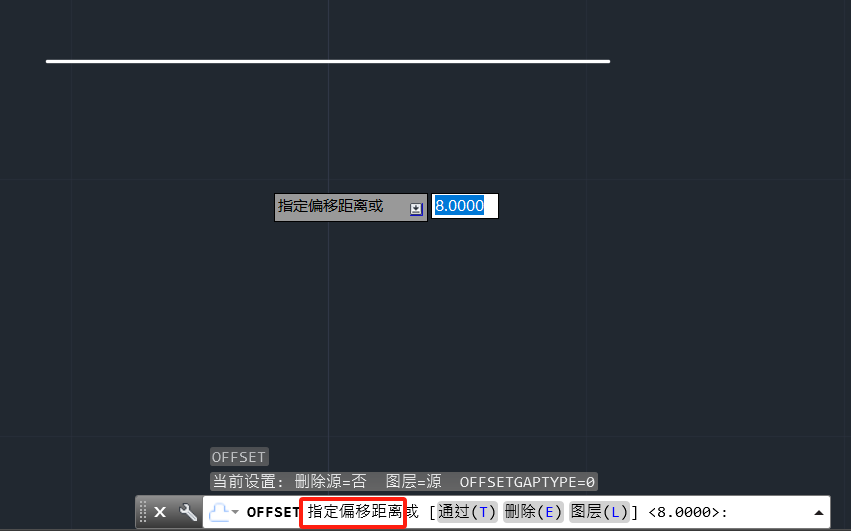 指定偏移距离或 8.0000
OFFSET
当前设置: 删除源=否 图层=源 OFFSETGAPTYPE=0
OFFSET 指定偏移距离或 [通过(T) 删除(E) 图层(L)] <8.0000>: